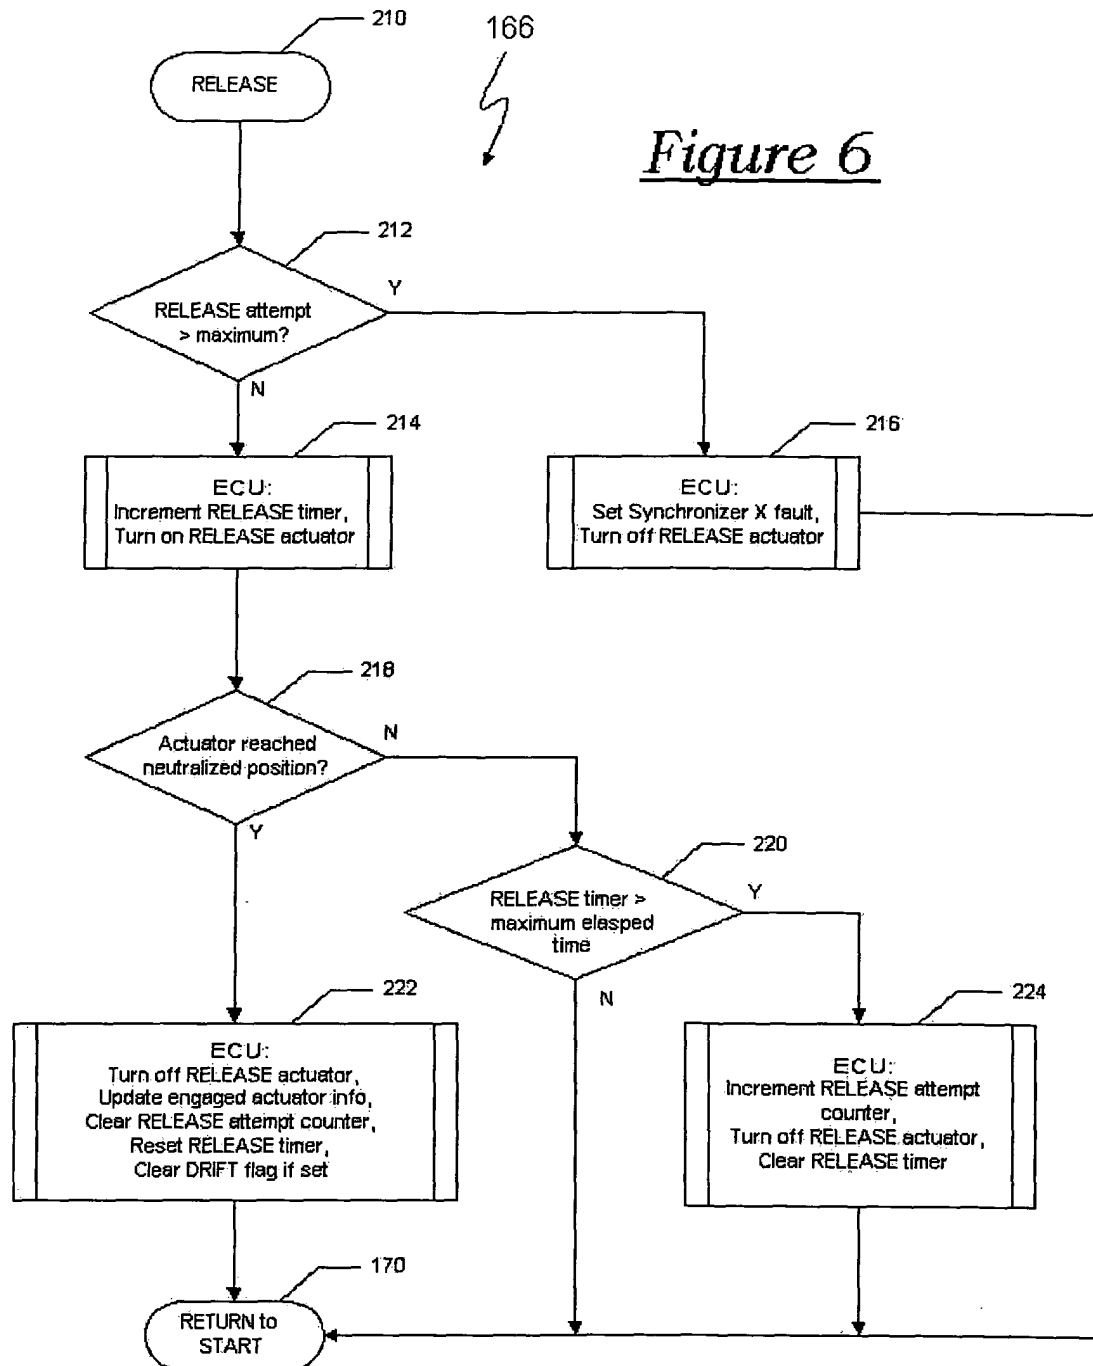 210
166
RELEASE
Figure 6
212
RELEASE attempt
> maximum?
Y
N
214
ECU:
Increment RELEASE timer,
Turn on RELEASE actuator
216
ECU:
Set Synchronizer X fault,
Turn off RELEASE actuator
218
Actuator reached
neutralized position?
N
Y
220
RELEASE timer >
maximum elasped
time
Y
N
222
ECU:
Turn off RELEASE actuator,
Update engaged actuator info,
Clear RELEASE attempt counter,
Reset RELEASE timer,
Clear DRIFT flag if set
224
ECU:
Increment RELEASE attempt
counter,
Turn off RELEASE actuator,
Clear RELEASE timer
170
RETURN to
START